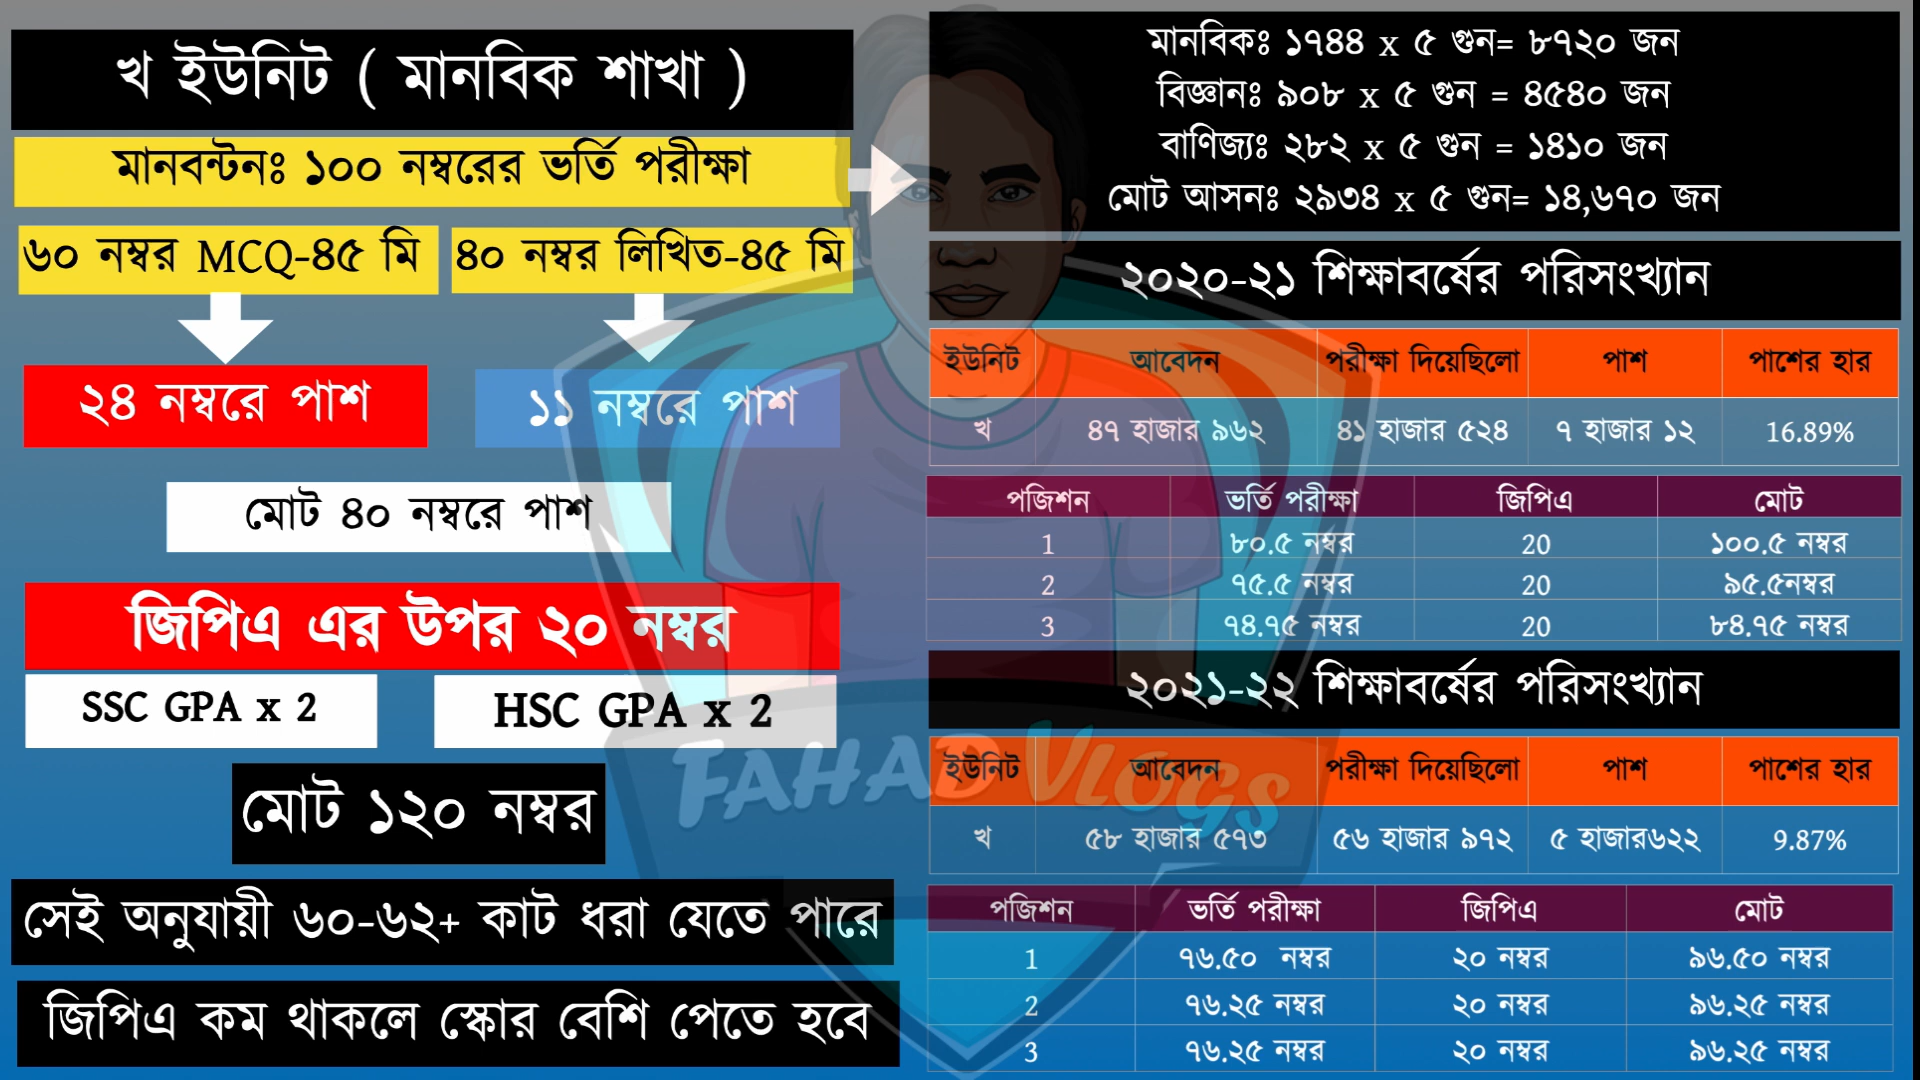 খ ইউনিট ( মানবিক শাখা )
মানবন্টনঃ ১০০ নম্বরের ভর্তি পরীক্ষা
৬০ নম্বর MCQ-৪৫ মি
৪০ নম্বর লিখিত-৪৫ মি
২৪ নম্বরে পাশ
১১ নম্বরে পাশ
মোট ৪০ নম্বরে পাশ
জিপিএ এর উপর ২০ নম্বর
SSC GPA x 2
HSC GPA x 2
মোট ১২০ নম্বর
সেই অনুযায়ী ৬০-৬২+ কাট ধরা যেতে পারে
জিপিএ কম থাকলে স্কোর বেশি পেতে হবে
মানবিকঃ ১৭৪৪ x ৫ গুন= ৮৭২০ জন
বিজ্ঞানঃ ৯০৮ x ৫ গুন = ৪৫৪০ জন
বাণিজ্যঃ ২৮২ x ৫ গুন = ১৪১০ জন
মোট আসনঃ ২৯৩৪ x ৫ গুন= ১৪,৬৭০ জন
২০২০-২১ শিক্ষাবর্ষের পরিসংখ্যান
ইউনিট আবেদন পরীক্ষা দিয়েছিলো পাশ পাশের হার
খ ৪৭ হাজার ৯৬২ ৪১ হাজার ৫২৪ ৭ হাজার ১২ 16.89%
পজিশন ভর্তি পরীক্ষা জিপিএ মোট
1 ৮০.৫ নম্বর 20 ১০০.৫ নম্বর
2 ৭৫.৫ নম্বর 20 ৯৫.৫নম্বর
3 ৭৪.৭৫ নম্বর 20 ৮৪.৭৫ নম্বর
২০২১-২২ শিক্ষাবর্ষের পরিসংখ্যান
ইউনিট আবেদন পরীক্ষা দিয়েছিলো পাশ পাশের হার
খ ৫৮ হাজার ৫৭৩ ৫৬ হাজার ৯৭২ ৫ হাজার৬২২ 9.87%
পজিশন ভর্তি পরীক্ষা জিপিএ মোট
1 ৭৬.৫০ নম্বর ২০ নম্বর ৯৬.৫০ নম্বর
2 ৭৬.২৫ নম্বর ২০ নম্বর ৯৬.২৫ নম্বর
3 ৭৬.২৫ নম্বর ২০ নম্বর ৯৬.২৫ নম্বর
FAHAD VLOGS